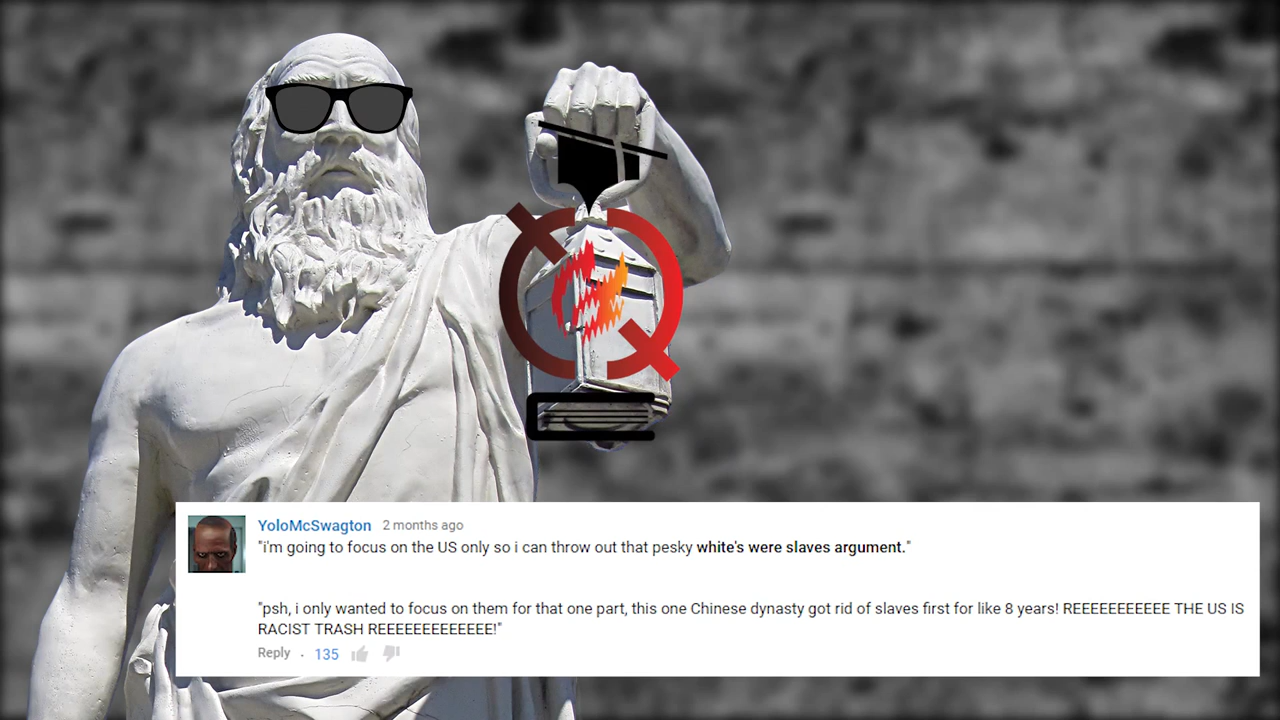 YoloMcSwagton 2 months ago
"i'm going to focus on the US only so i can throw out that pesky white's were slaves argument."
"psh, i only wanted to focus on them for that one part, this one Chinese dynasty got rid of slaves first for like 8 years! REEEEEEEEEEE THE US IS
RACIST TRASH REEEEEEEEEEEEE!"
Reply . 135